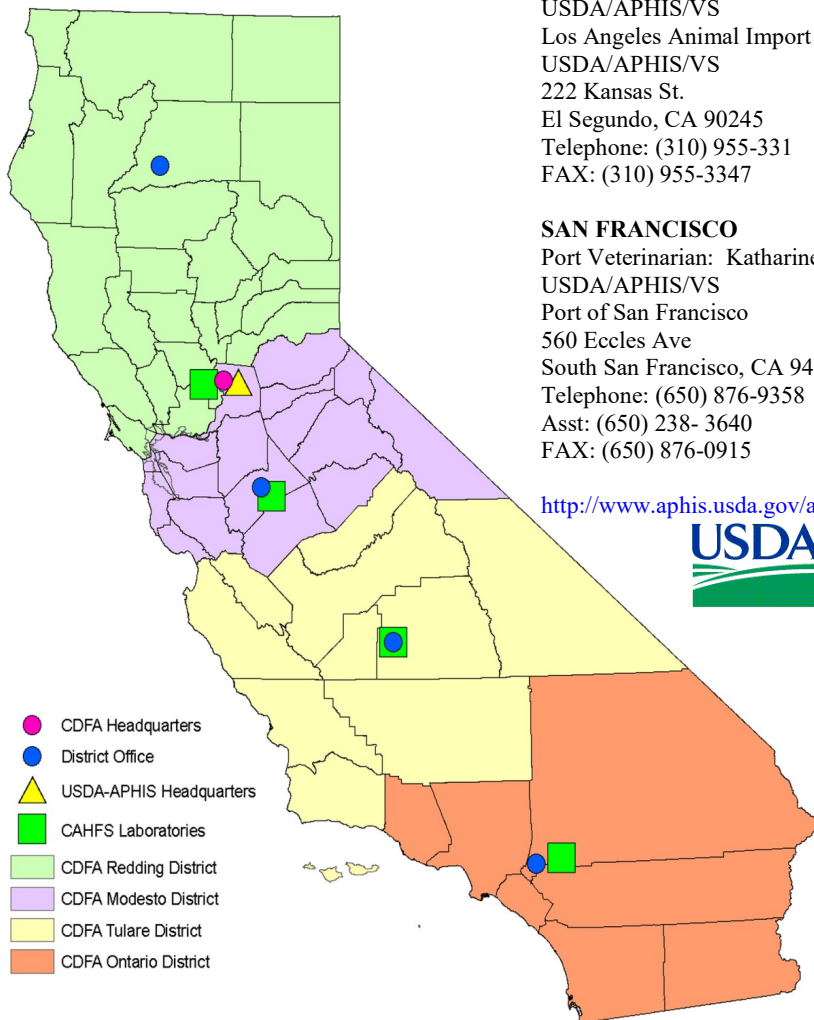 USDA/APHIS/VS
Los Angeles Animal Import
USDA/APHIS/VS
222 Kansas St.
El Segundo, CA 90245
Telephone: (310) 955-331
FAX: (310) 955-3347
SAN FRANCISCO
Port Veterinarian:  Katharine
USDA/APHIS/VS
Port of San Francisco
560 Eccles Ave
South San Francisco, CA 94
Telephone: (650) 876-9358
Asst: (650) 238- 3640
FAX: (650) 876-0915
http://www.aphis.usda.gov/a
USDA
CDFA Headquarters
District Office
USDA-APHIS Headquarters
CAHFS Laboratories
CDFA Redding District
CDFA Modesto District
CDFA Tulare District
CDFA Ontario District